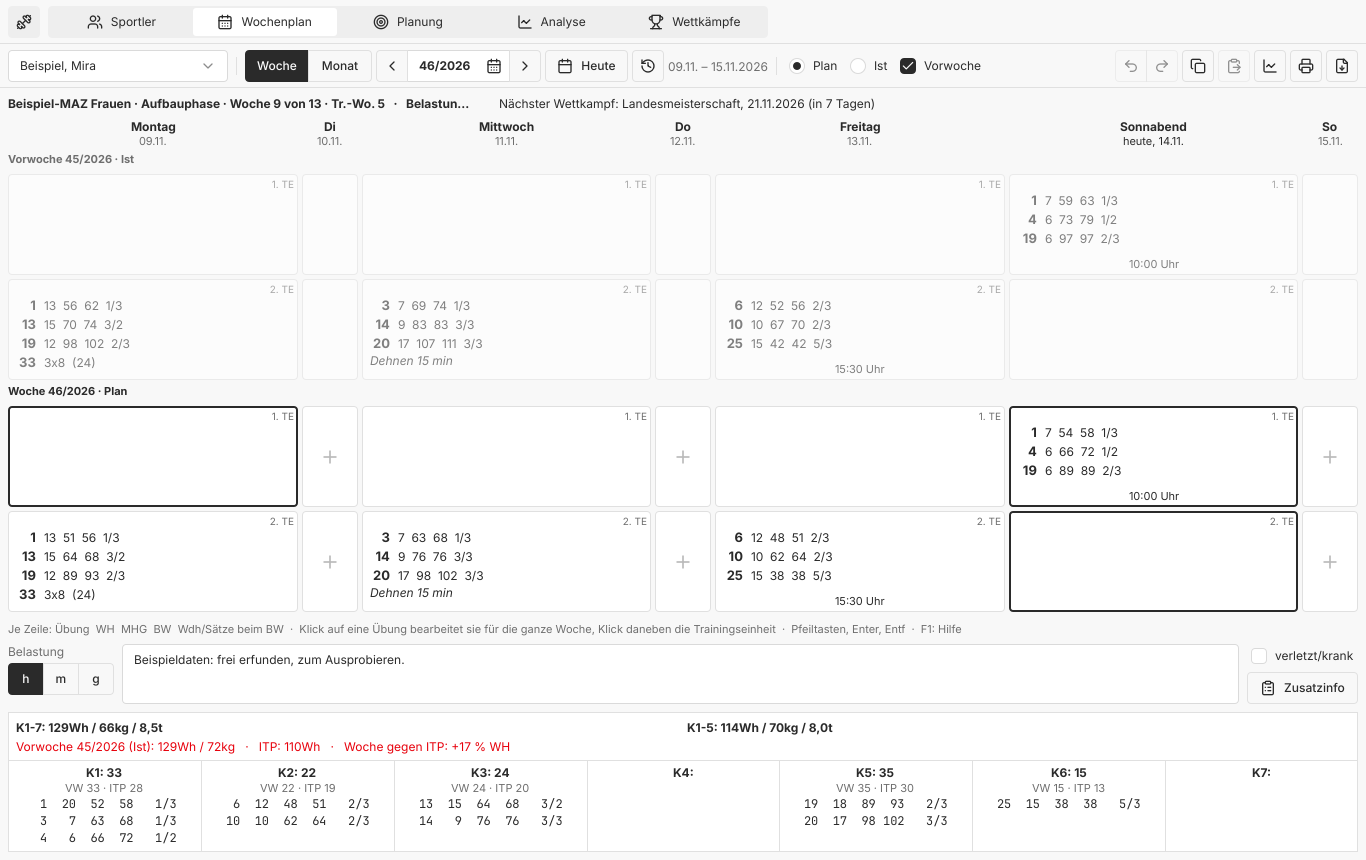 Sportler Wochenplan Planung Analyse Wettkämpfe
Beispiel, Mira Woche Monat 46/2026 Heute 09.11. – 15.11.2026 Plan Ist Vorwoche
Beispiel-MAZ Frauen · Aufbauphase · Woche 9 von 13 · Tr.-Wo. 5 · Belastun... Nächster Wettkampf: Landesmeisterschaft, 21.11.2026 (in 7 Tagen)
Montag Di Mittwoch Do Freitag Sonnabend So
09.11. 10.11. 11.11. 12.11. 13.11. heute, 14.11. 15.11.
Vorwoche 45/2026 · Ist
1. TE 1. TE 1. TE 1. TE
1 7 59 63 1/3
4 6 73 79 1/2
19 6 97 97 2/3
10:00 Uhr
2. TE 2. TE 2. TE 2. TE
1 13 56 62 1/3 3 7 69 74 1/3 6 12 52 56 2/3
13 15 70 74 3/2 14 9 83 83 3/3 10 10 67 70 2/3
19 12 98 102 2/3 20 17 107 111 3/3 25 15 42 42 5/3
33 3x8 (24) Dehnen 15 min 15:30 Uhr
Woche 46/2026 · Plan
1. TE 1. TE 1. TE 1. TE
1 7 54 58 1/3
4 6 66 72 1/2
+ + 19 6 89 89 2/3 +
10:00 Uhr
2. TE 2. TE 2. TE 2. TE
1 13 51 56 1/3 3 7 63 68 1/3 6 12 48 51 2/3
13 15 64 68 3/2 + 14 9 76 76 3/3 + 10 10 62 64 2/3 +
19 12 89 93 2/3 20 17 98 102 3/3 25 15 38 38 5/3
33 3x8 (24) Dehnen 15 min 15:30 Uhr
Je Zeile: Übung WH MHG BW Wdh/Sätze beim BW · Klick auf eine Übung bearbeitet sie für die ganze Woche, Klick daneben die Trainingseinheit · Pfeiltasten, Enter, Entf · F1: Hilfe
Belastung Beispieldaten: frei erfunden, zum Ausprobieren. verletzt/krank
h m g Zusatzinfo
K1-7: 129Wh / 66kg / 8,5t K1-5: 114Wh / 70kg / 8,0t
Vorwoche 45/2026 (Ist): 129Wh / 72kg · ITP: 110Wh · Woche gegen ITP: +17 % WH
K1: 33 K2: 22 K3: 24 K4: K5: 35 K6: 15 K7:
VW 33 · ITP 28 VW 22 · ITP 19 VW 24 · ITP 20 VW 35 · ITP 30 VW 15 · ITP 13
1 20 52 58 1/3 6 12 48 51 2/3 13 15 64 68 3/2 19 18 89 93 2/3 25 15 38 38 5/3
3 7 63 68 1/3 10 10 62 64 2/3 14 9 76 76 3/3 20 17 98 102 3/3
4 6 66 72 1/2